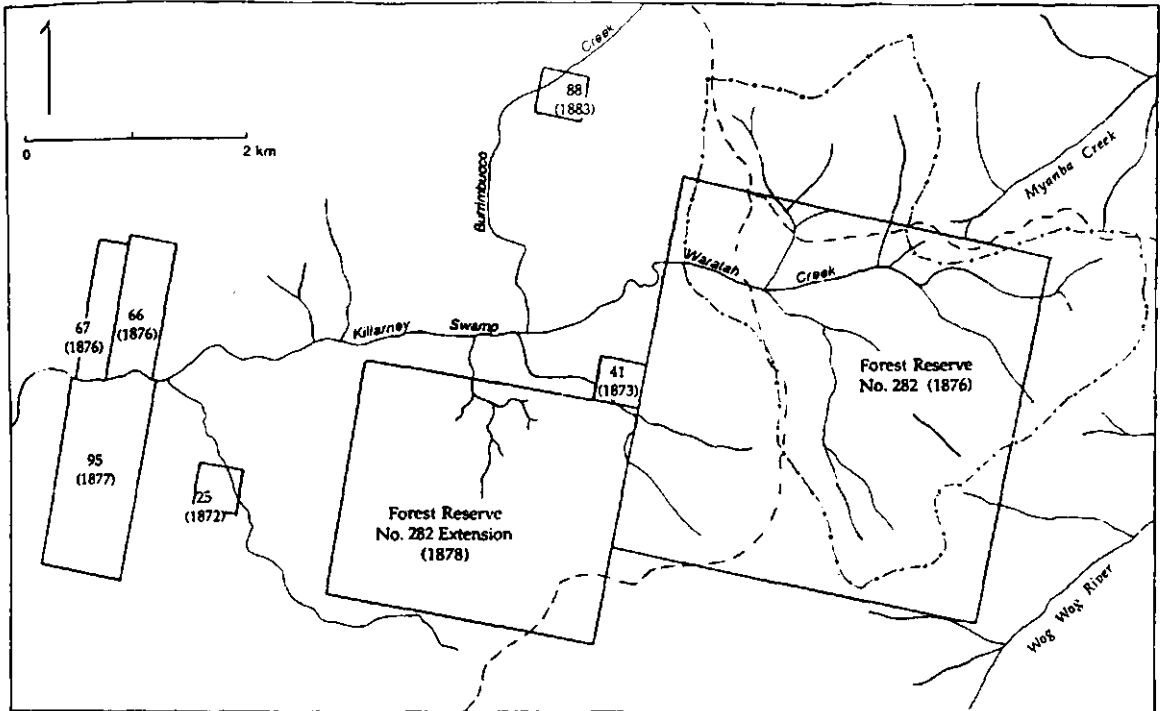 Creek
88
(1883)
0
2 km
Burrimbucco
Myanba Creek
Waratah
Creek
67
(1876)
66
(1876)
Killarney
Swamp
41
(1873)
Forest Reserve
No. 282 (1876)
95
(1877)
25
(1872)
Forest Reserve
No. 282 Extension
(1878)
Wog Wog River